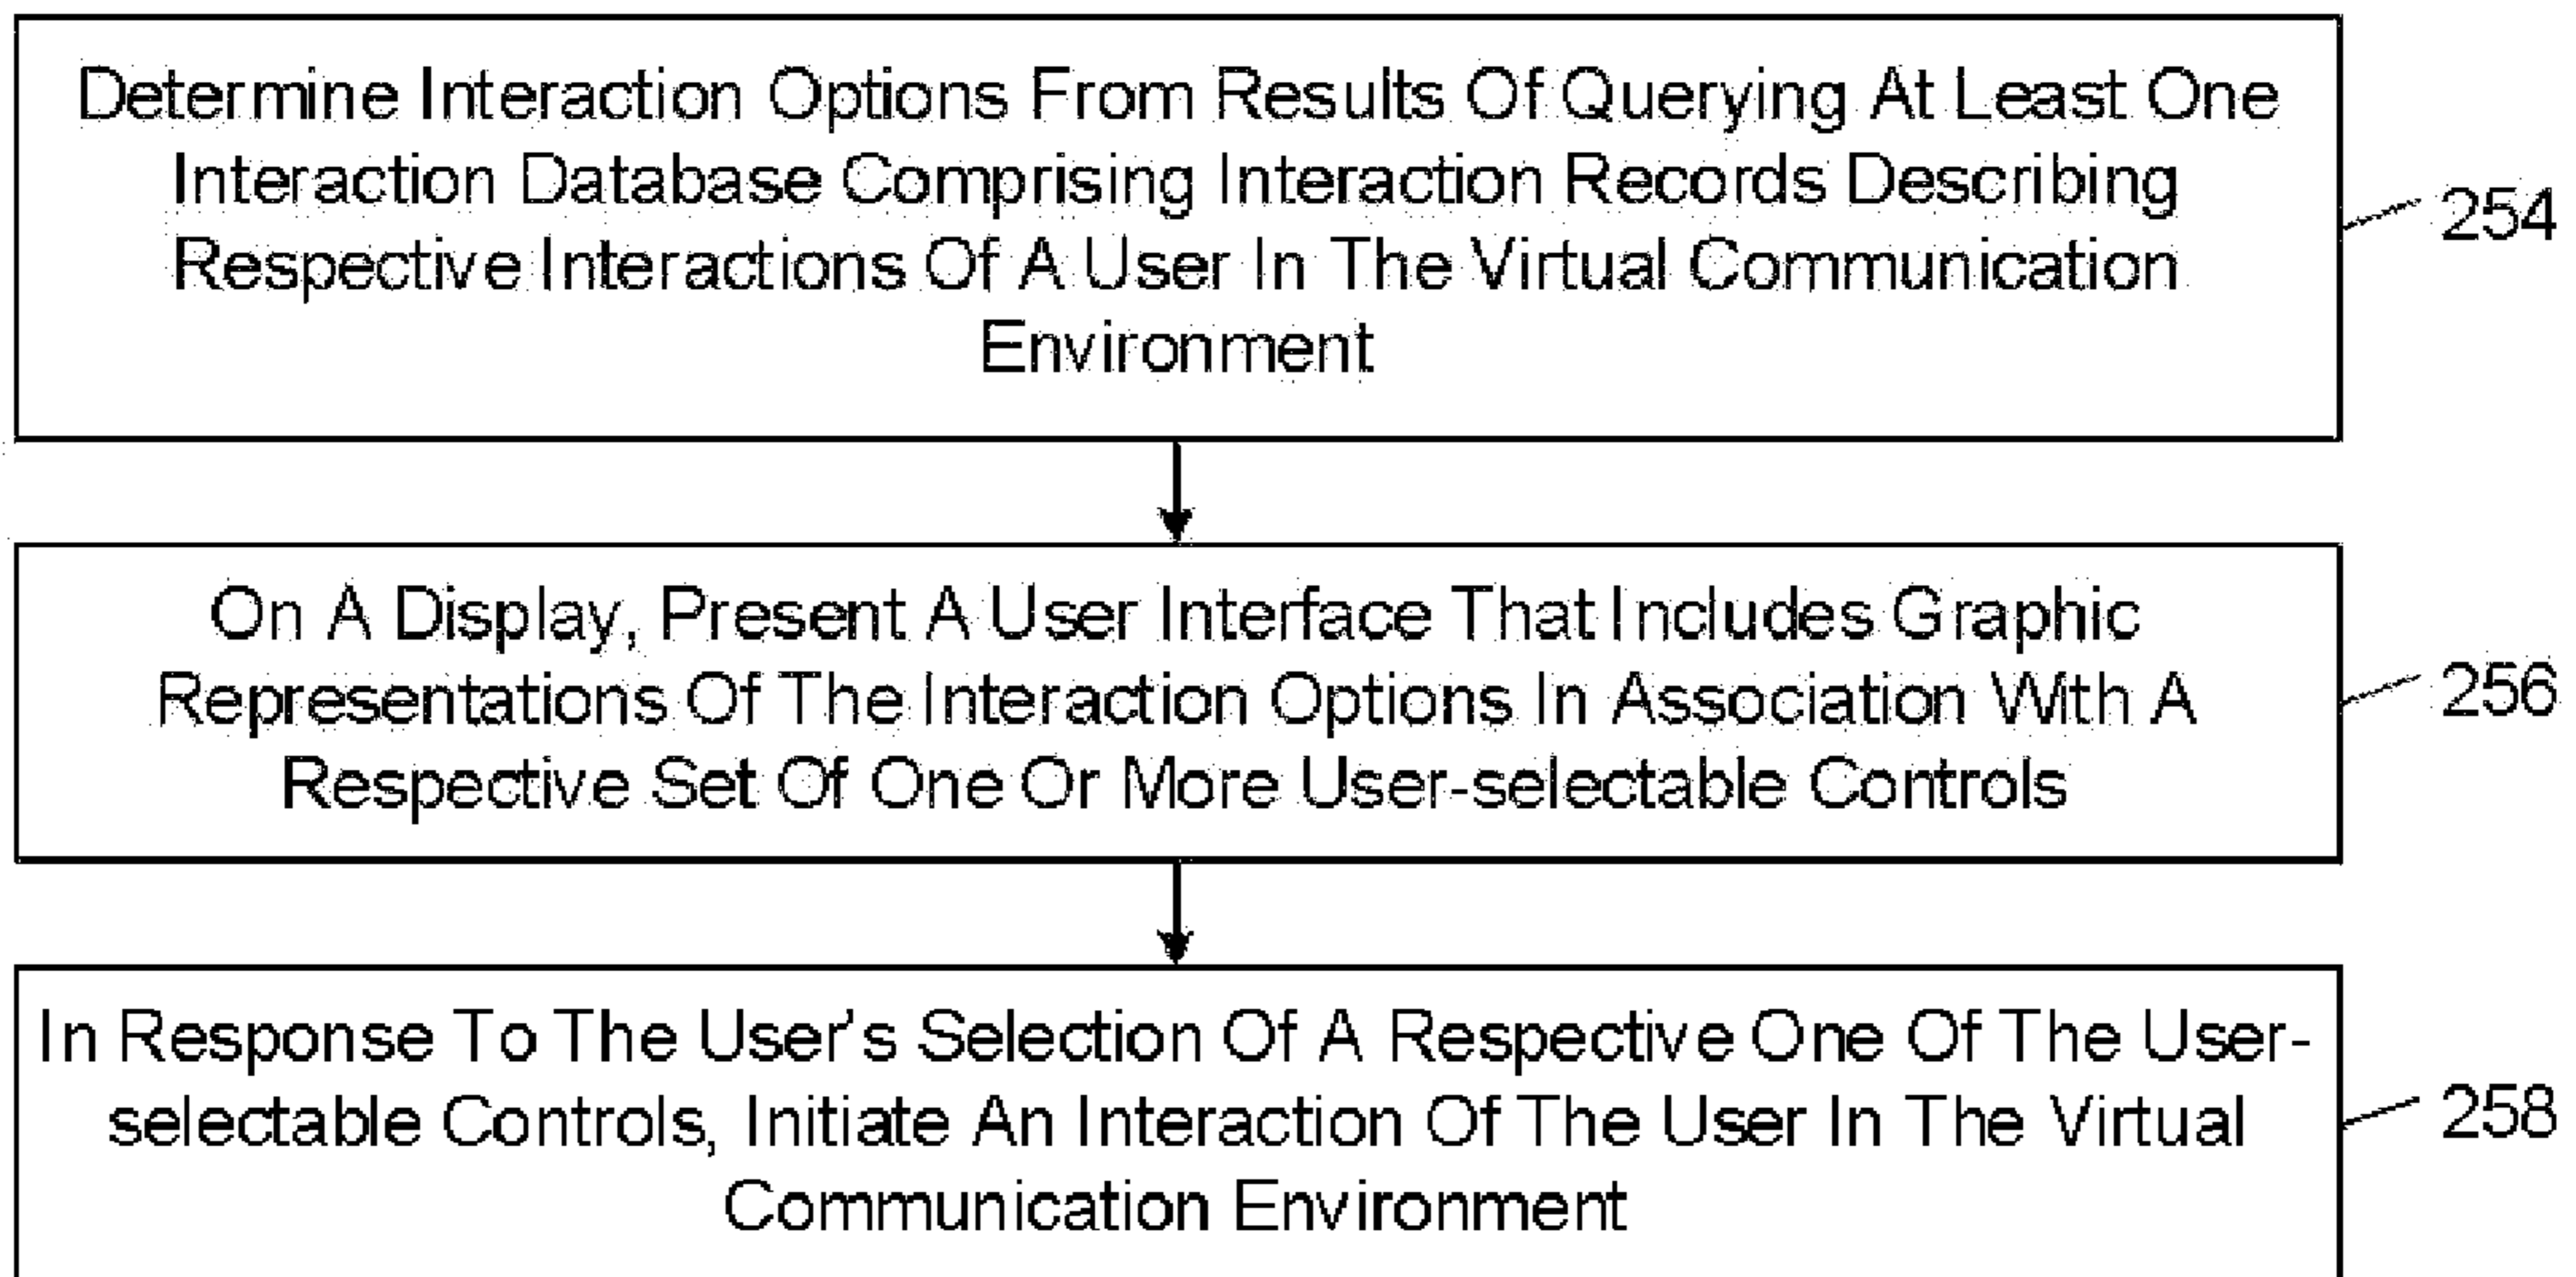 Determine Interaction Options From Results Of Querying At Least One
Interaction Database Comprising Interaction Records Describing
Respective Interactions Of A User In The Virtual Communication
Environment
254
On A Display, Present A User Interface That Includes Graphic
Representations Of The Interaction Options In Association With A
Respective Set Of One Or More User-selectable Controls
256
In Response To The User's Selection Of A Respective One Of The User-
selectable Controls, Initiate An Interaction Of The User In The Virtual
Communication Environment
258